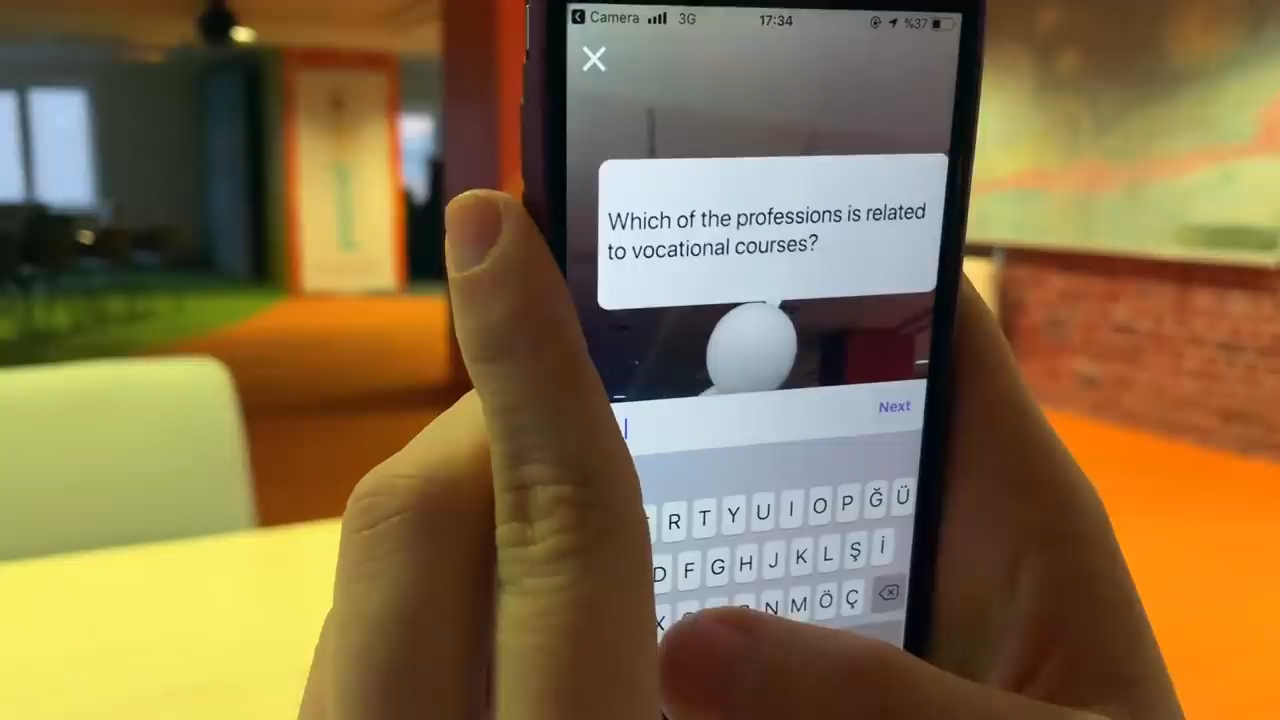 Camera 3G 17:34 %37
Which of the professions is related
to vocational courses?
Next
R T Y U I O P Ğ Ü
D F G H J K L Ş İ
X N M Ö Ç